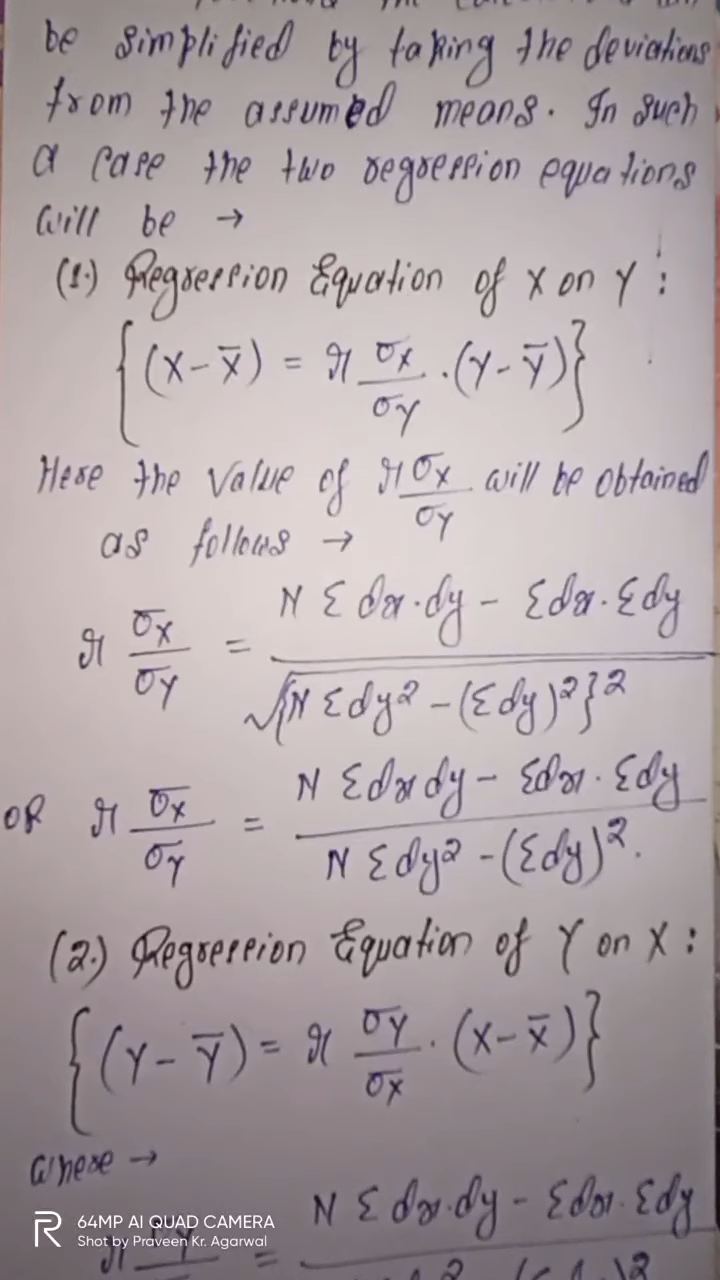 be simplified by taking the deviations
from the assumed means. In such
a case the two regression equations
will be →
(1.) Regression Equation of X on Y :
{(X - X̄) = r σx/σy . (Y - Ȳ)}
Here the value of r σx/σy will be obtained
as follows →
r σx/σy = N Σdx.dy - Σdx.Σdy / √{N Σdy² - (Σdy)²}²
OR r σx/σy = N Σdxdy - Σdx.Σdy / N Σdy² - (Σdy)².
(2.) Regression Equation of Y on X :
{(Y - Ȳ) = r σy/σx . (X - X̄)}
where →
N Σdx.dy - Σdx.Σdy
64MP AI QUAD CAMERA
Shot by Praveen Kr. Agarwal